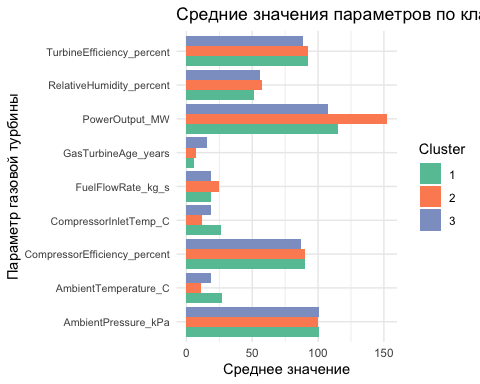 Средние значения параметров по кла
TurbineEfficiency_percent
RelativeHumidity_percent
PowerOutput_MW
GasTurbineAge_years
FuelFlowRate_kg_s
CompressorInletTemp_C
CompressorEfficiency_percent
AmbientTemperature_C
AmbientPressure_kPa
Параметр газовой турбины
0 50 100 150
Среднее значение
Cluster
1
2
3